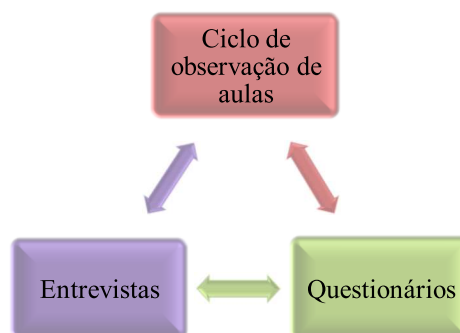 Ciclo de
observação de
aulas
Entrevistas
Questionários